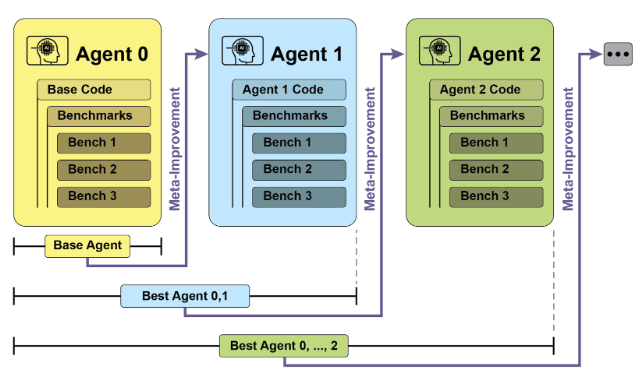 Agent 0
Base Code
Benchmarks
Bench 1
Bench 2
Bench 3
Meta-Improvement
Agent 1
Agent 1 Code
Benchmarks
Bench 1
Bench 2
Bench 3
Meta-Improvement
Agent 2
Agent 2 Code
Benchmarks
Bench 1
Bench 2
Bench 3
Meta-Improvement
Base Agent
Best Agent 0,1
Best Agent 0, ..., 2